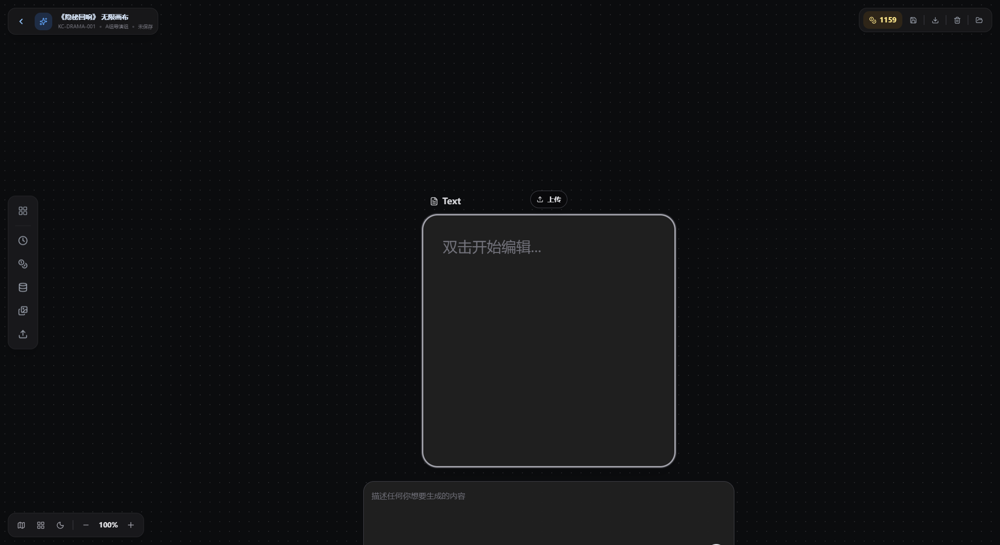 《隐秘回响》 无限画布
KC-DRAMA-001 • A组导演组 • 未保存
1159
Text
上传
双击开始编辑...
描述任何你想要生成的内容
100%